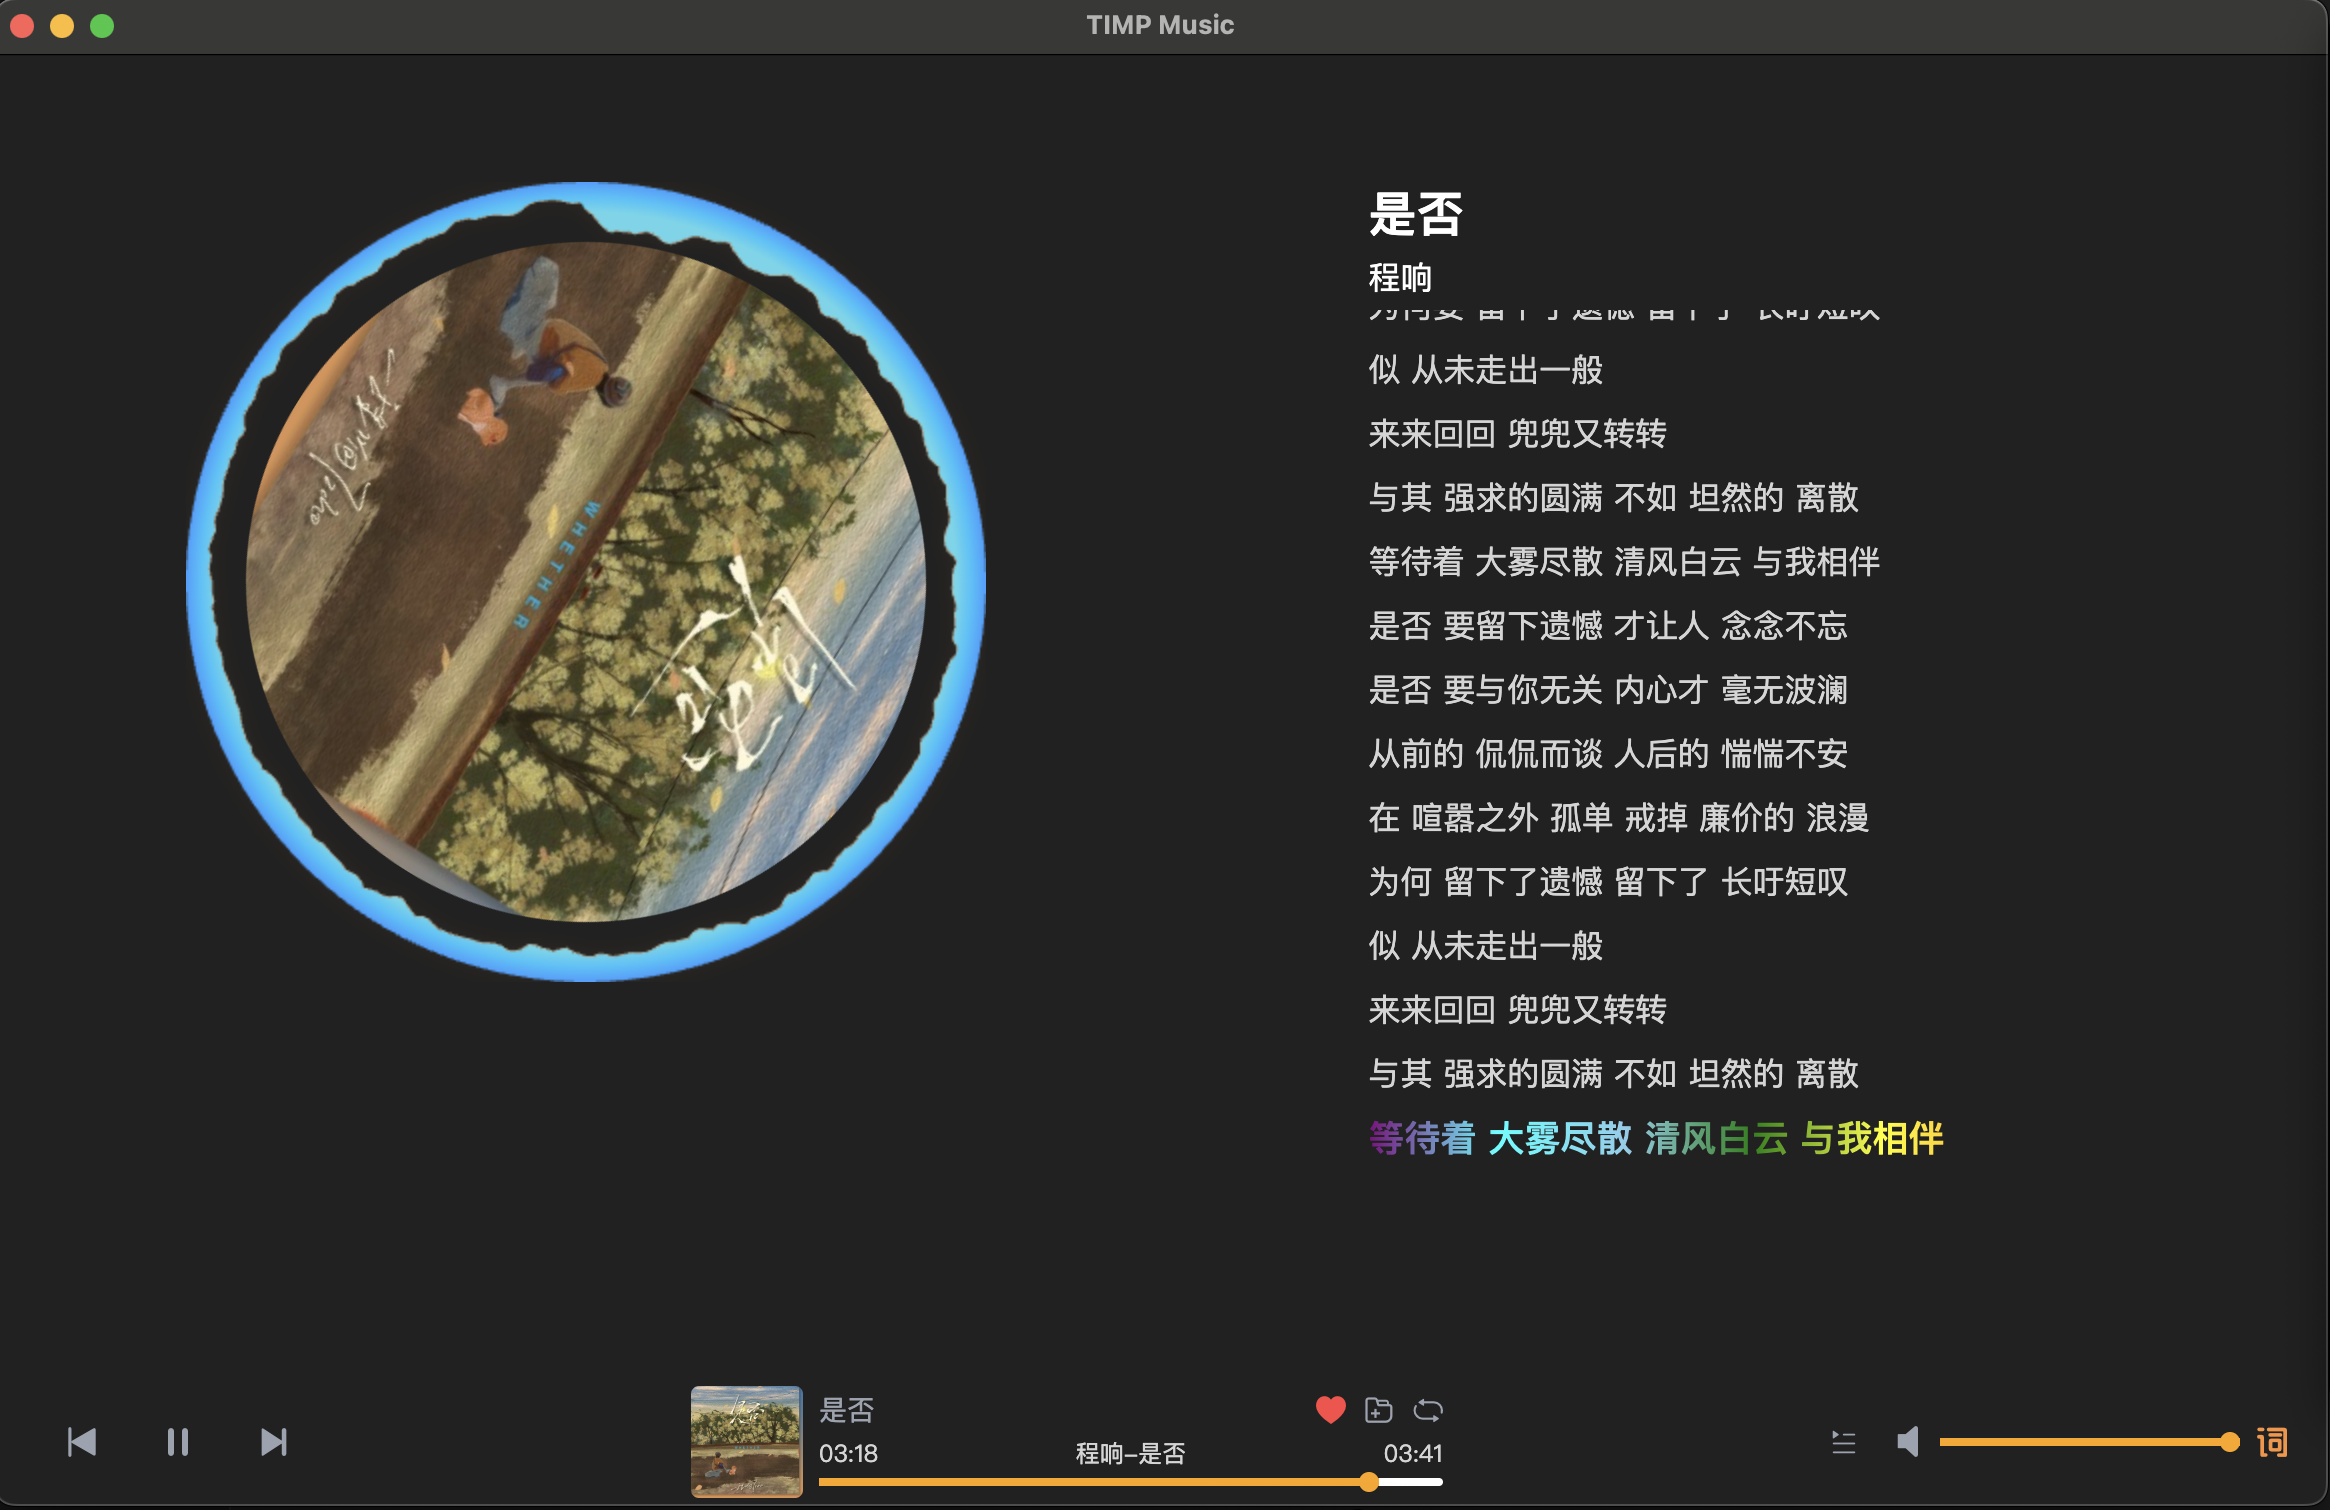 TIMP Music
WHETHER
是否
程响
似 从未走出一般
来来回回 兜兜又转转
与其 强求的圆满 不如 坦然的 离散
等待着 大雾尽散 清风白云 与我相伴
是否 要留下遗憾 才让人 念念不忘
是否 要与你无关 内心才 毫无波澜
从前的 侃侃而谈 人后的 惴惴不安
在 喧嚣之外 孤单 戒掉 廉价的 浪漫
为何 留下了遗憾 留下了 长吁短叹
似 从未走出一般
来来回回 兜兜又转转
与其 强求的圆满 不如 坦然的 离散
等待着 大雾尽散 清风白云 与我相伴
是否
03:18 程响-是否 03:41
词